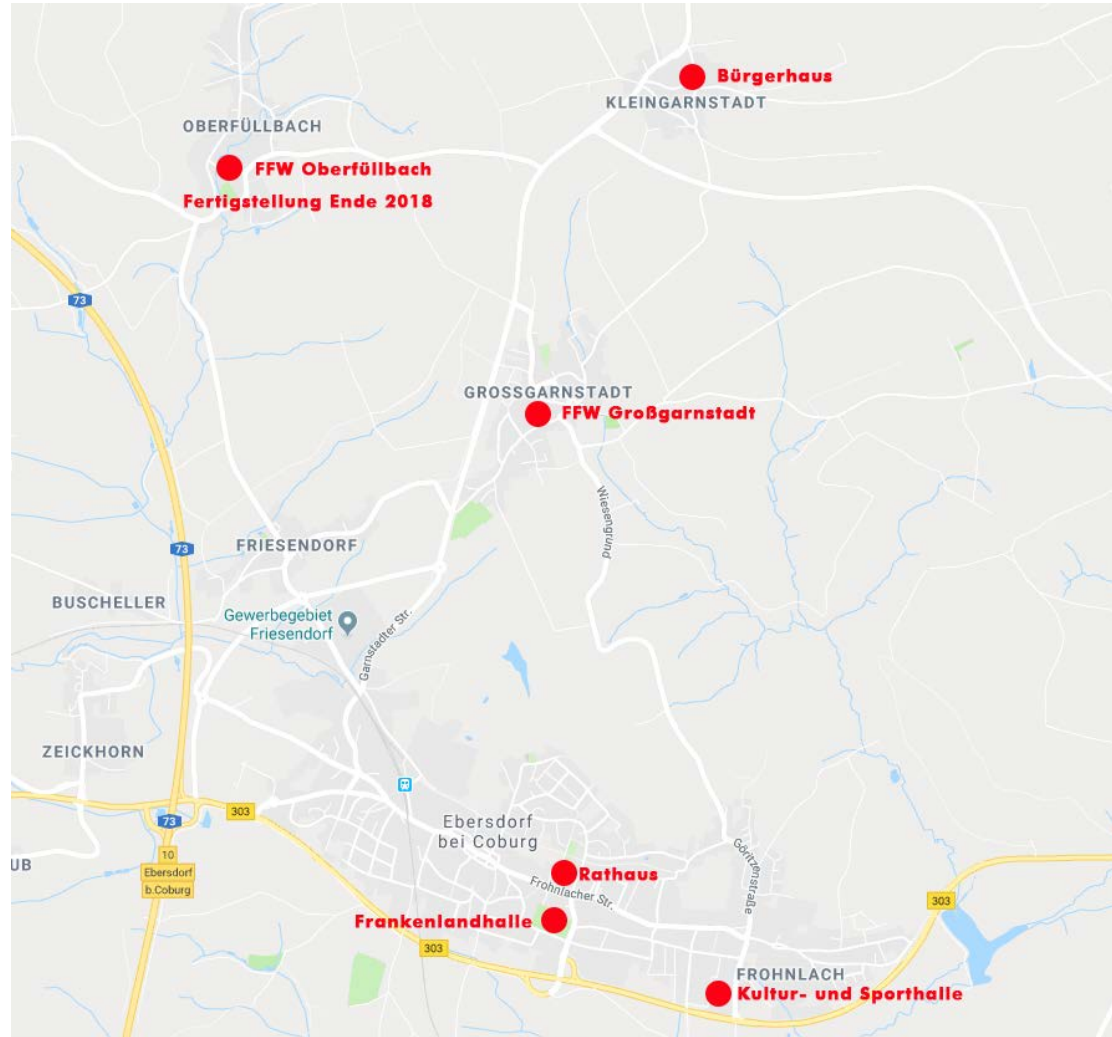 Bürgerhaus
KLEINGARNSTADT
OBERFÜLLBACH
FFW Oberfüllbach
Fertigstellung Ende 2018
73
GROSSGARNSTADT
FFW Großgarnstadt
Wiesengrund
FRIESENDORF
73
BUSCHELLER
Gewerbegebiet
Friesendorf
Garnstadter Str.
ZEICKHORN
303
73
Ebersdorf
bei Coburg
10
Ebersdorf
b.Coburg
UB
Göritzenstraße
Rathaus
Frohnlacher Str.
303
Frankenlandhalle
303
FROHNLACH
Kultur- und Sporthalle